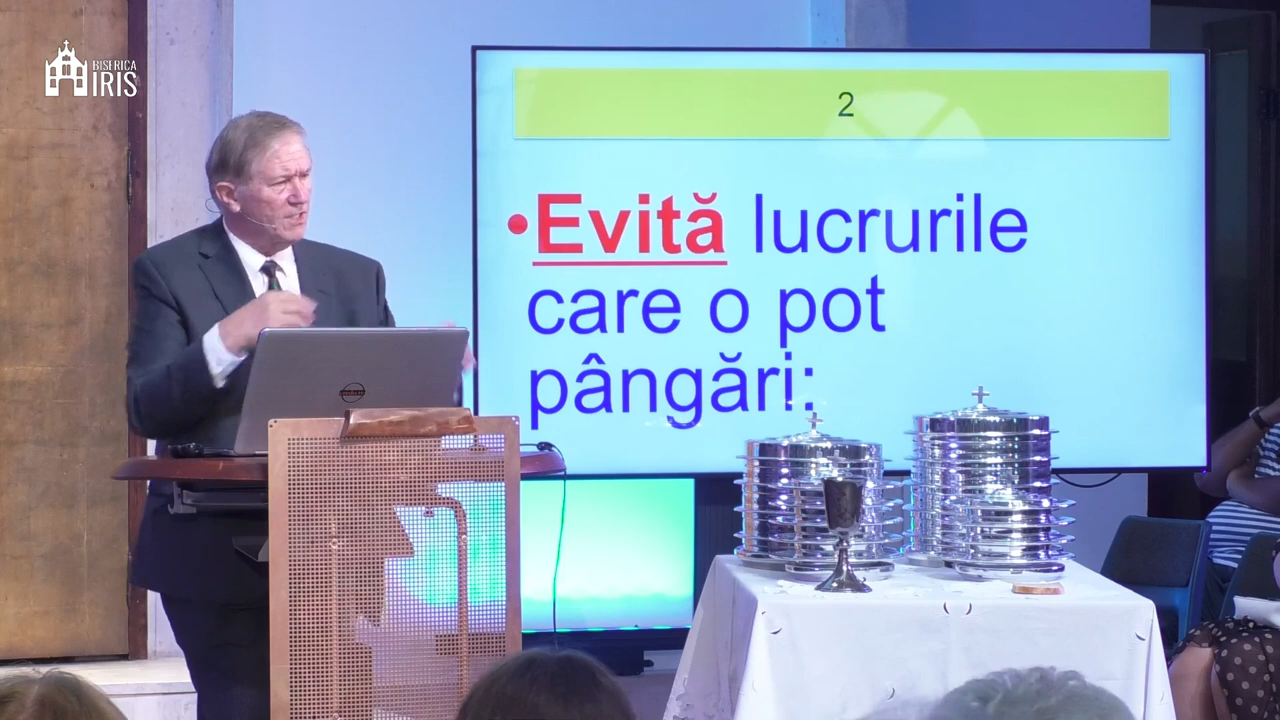 BISERICA
IRIS
2
•Evită lucrurile
care o pot
pângări: